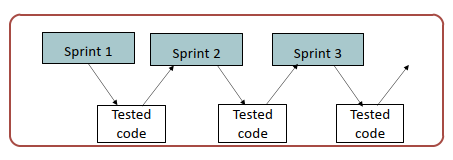 Sprint 1
Sprint 2
Sprint 3
Tested
code
Tested
code
Tested
code